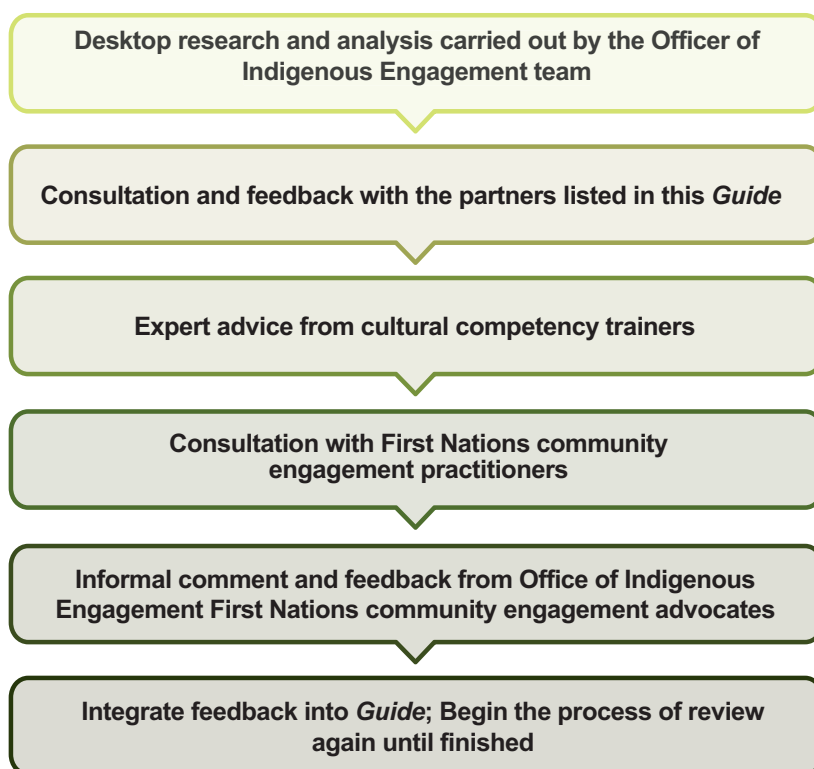 Desktop research and analysis carried out by the Officer of
Indigenous Engagement team
Consultation and feedback with the partners listed in this Guide
Expert advice from cultural competency trainers
Consultation with First Nations community
engagement practitioners
Informal comment and feedback from Office of Indigenous
Engagement First Nations community engagement advocates
Integrate feedback into Guide; Begin the process of review
again until finished